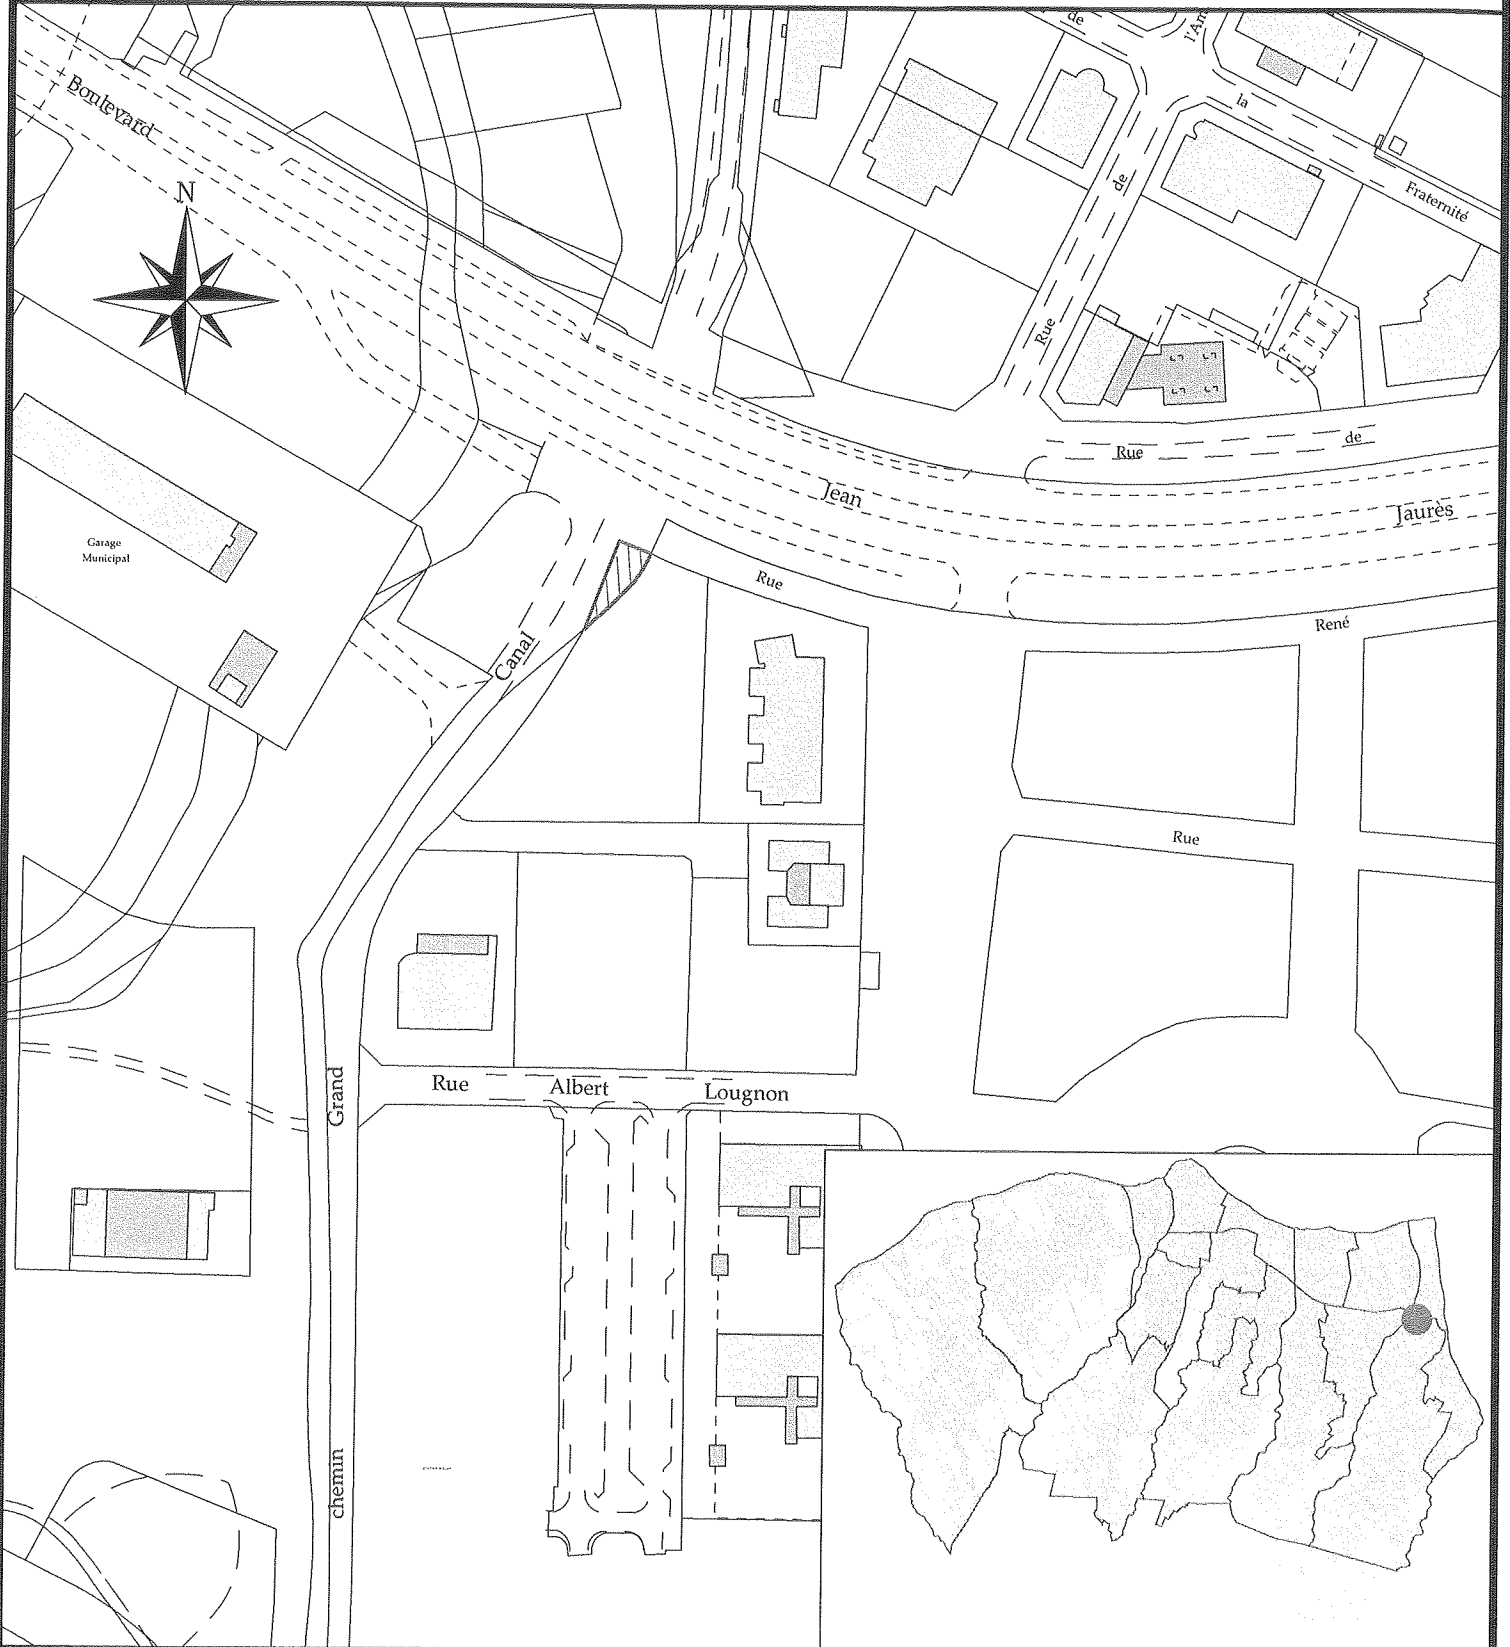 de
l'Am
Boulevard
la
N
de
Fraternité
Rue
de
Rue
Jean
Jaurès
Garage
Municipal
Rue
René
Canal
Rue
Grand
Rue Albert Lougnon
chemin